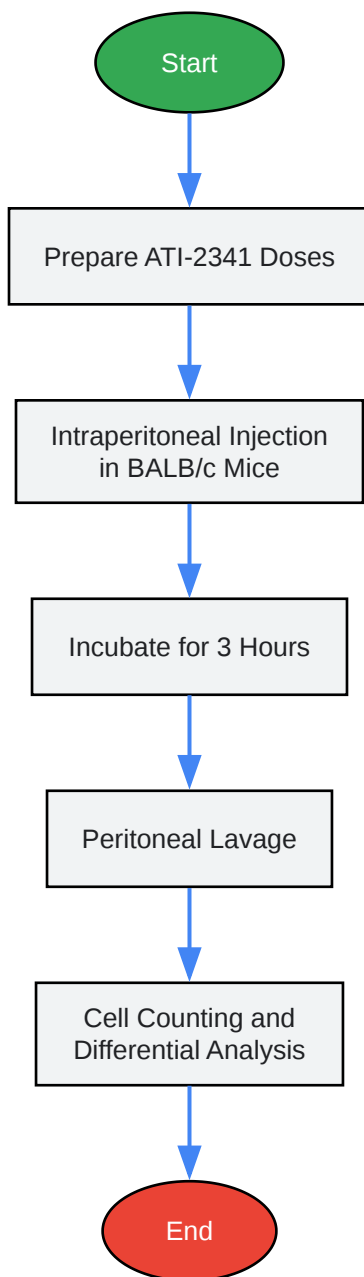 Start
Prepare ATI-2341 Doses
Intraperitoneal Injection
in BALB/c Mice
Incubate for 3 Hours
Peritoneal Lavage
Cell Counting and
Differential Analysis
End